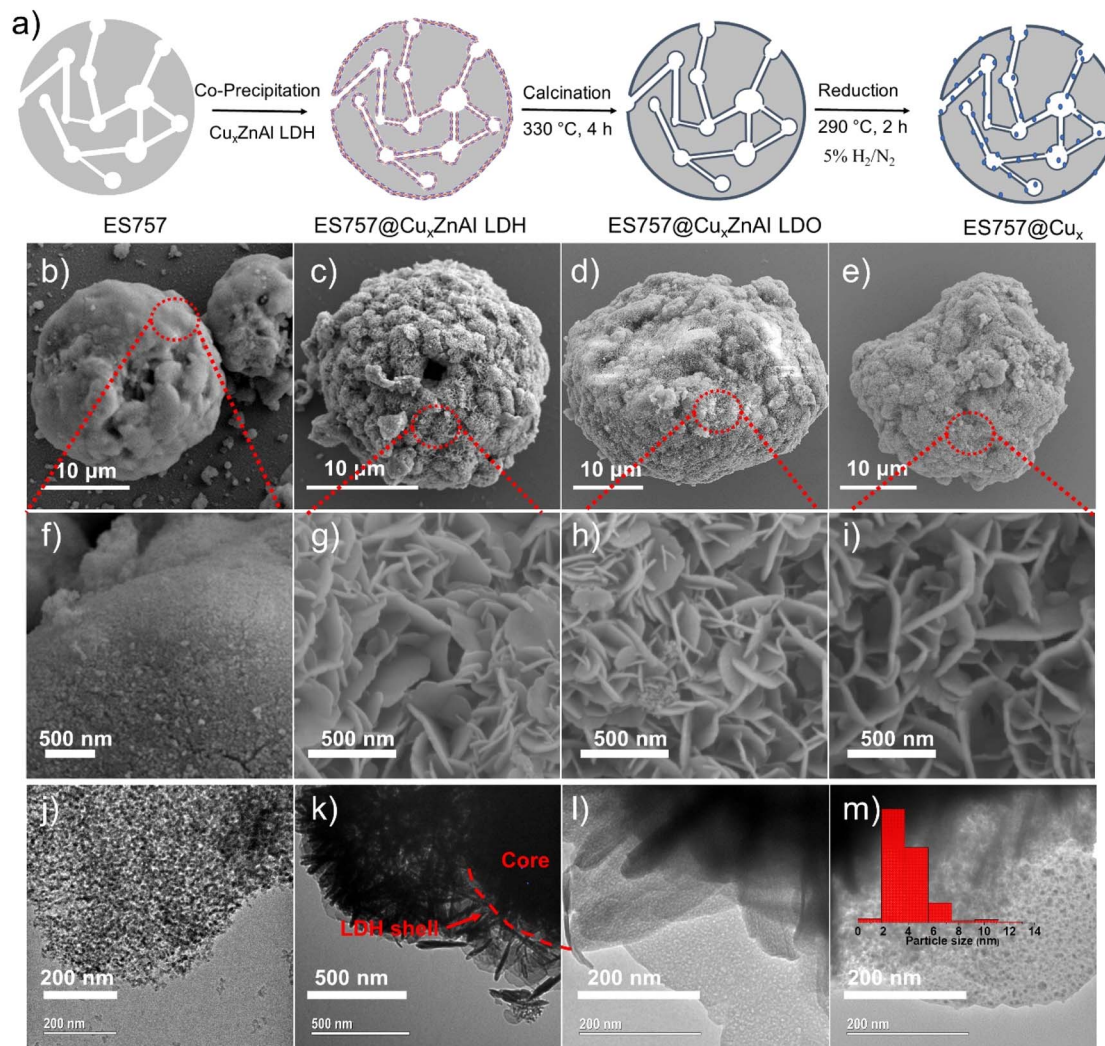 a)
Co-Precipitation
CuₓZnAl LDH
Calcination
330 °C, 4 h
Reduction
290 °C, 2 h
5% H₂/N₂
ES757
ES757@CuₓZnAl LDH
ES757@CuₓZnAl LDO
ES757@Cuₓ
b)
10 µm
c)
10 µm
d)
10 µm
e)
10 µm
f)
500 nm
g)
500 nm
h)
500 nm
i)
500 nm
j)
200 nm
200 nm
k)
Core
LDH shell
500 nm
500 nm
l)
200 nm
200 nm
m)
0 2 4 6 8 10 12 14
Particle size (nm)
200 nm
200 nm